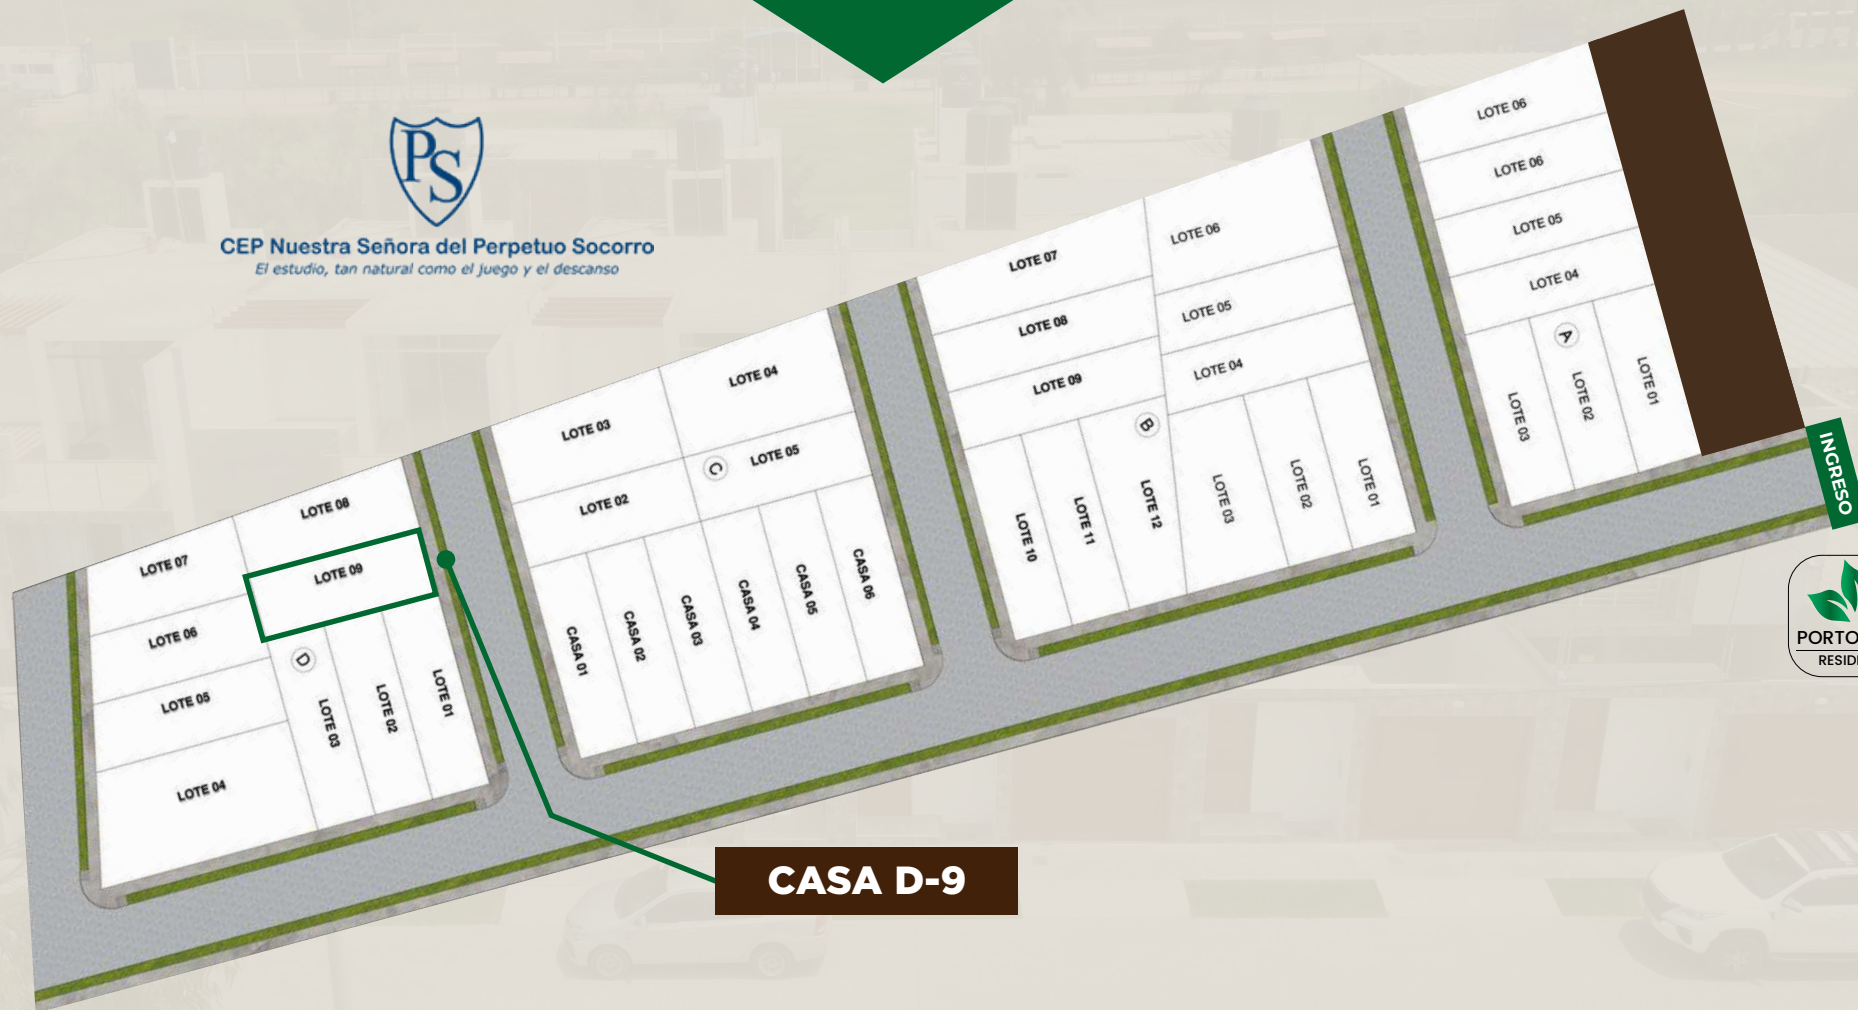 PS
CEP Nuestra Señora del Perpetuo Socorro
El estudio, tan natural como el juego y el descanso
LOTE 06
LOTE 06
LOTE 05
LOTE 04
A
LOTE 03
LOTE 02
LOTE 01
INGRESO
LOTE 07
LOTE 06
LOTE 08
LOTE 05
LOTE 09
LOTE 04
B
LOTE 10
LOTE 11
LOTE 12
LOTE 03
LOTE 02
LOTE 01
LOTE 03
LOTE 04
LOTE 02
C
LOTE 05
CASA 01
CASA 02
CASA 03
CASA 04
CASA 05
CASA 06
LOTE 07
LOTE 08
LOTE 09
LOTE 06
D
LOTE 05
LOTE 04
LOTE 03
LOTE 02
LOTE 01
CASA D-9